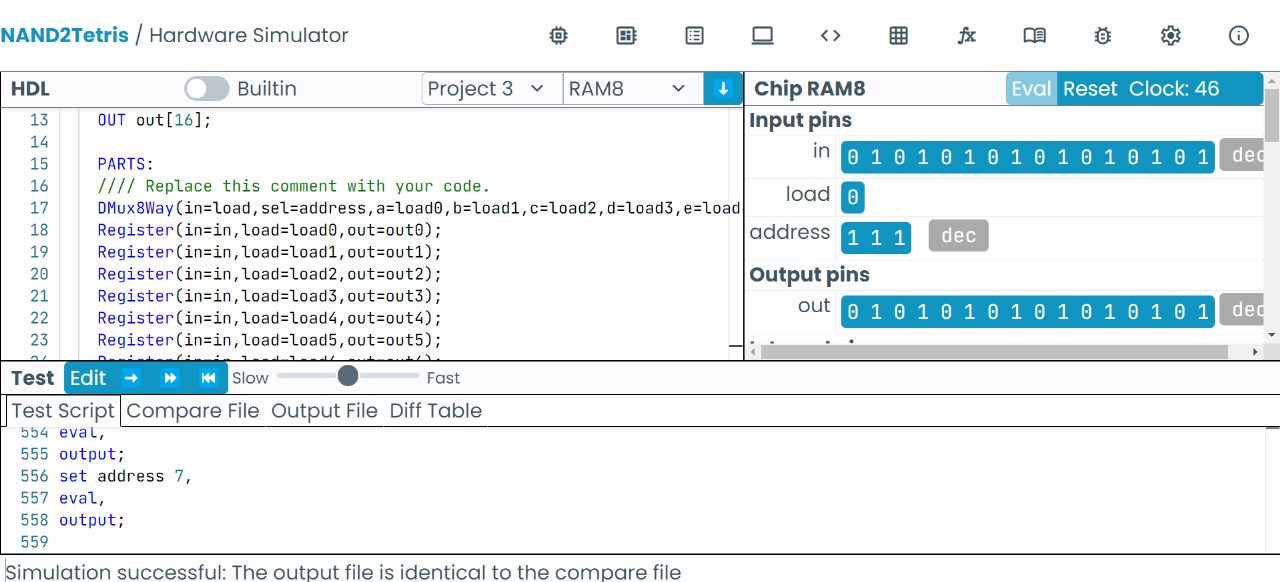 NAND2Tetris / Hardware Simulator
HDL Builtin Project 3 RAM8
13 OUT out[16];
14
15 PARTS:
16 //// Replace this comment with your code.
17 DMux8Way(in=load,sel=address,a=load0,b=load1,c=load2,d=load3,e=load
18 Register(in=in,load=load0,out=out0);
19 Register(in=in,load=load1,out=out1);
20 Register(in=in,load=load2,out=out2);
21 Register(in=in,load=load3,out=out3);
22 Register(in=in,load=load4,out=out4);
23 Register(in=in,load=load5,out=out5);
Chip RAM8 Eval Reset Clock: 46
Input pins
in 0 1 0 1 0 1 0 1 0 1 0 1 0 1 0 1 dec
load 0
address 1 1 1 dec
Output pins
out 0 1 0 1 0 1 0 1 0 1 0 1 0 1 0 1 dec
Test Edit Slow Fast
Test Script Compare File Output File Diff Table
554 eval,
555 output;
556 set address 7,
557 eval,
558 output;
559
Simulation successful: The output file is identical to the compare file